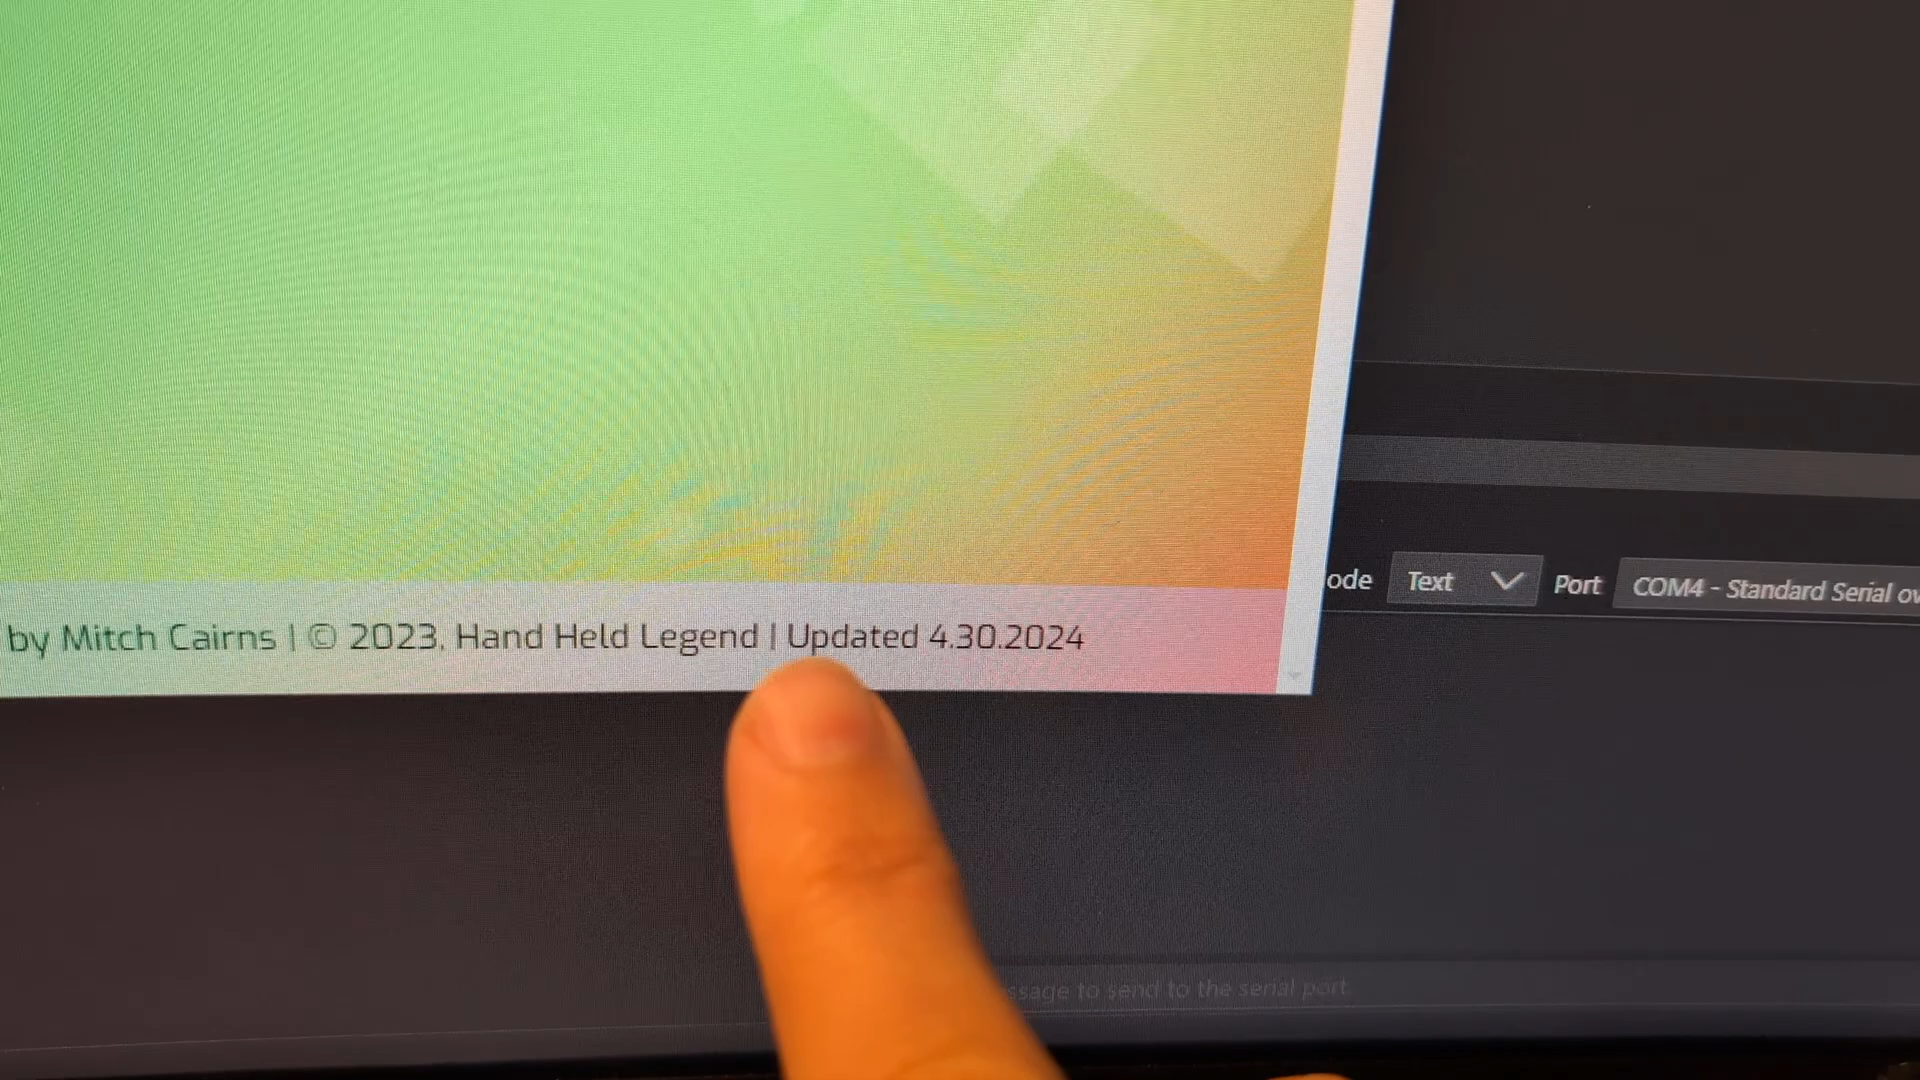 by Mitch Cairns | © 2023, Hand Held Legend | Updated 4.30.2024
ode Text Port COM4 - Standard Serial ov
ssage to send to the serial port.